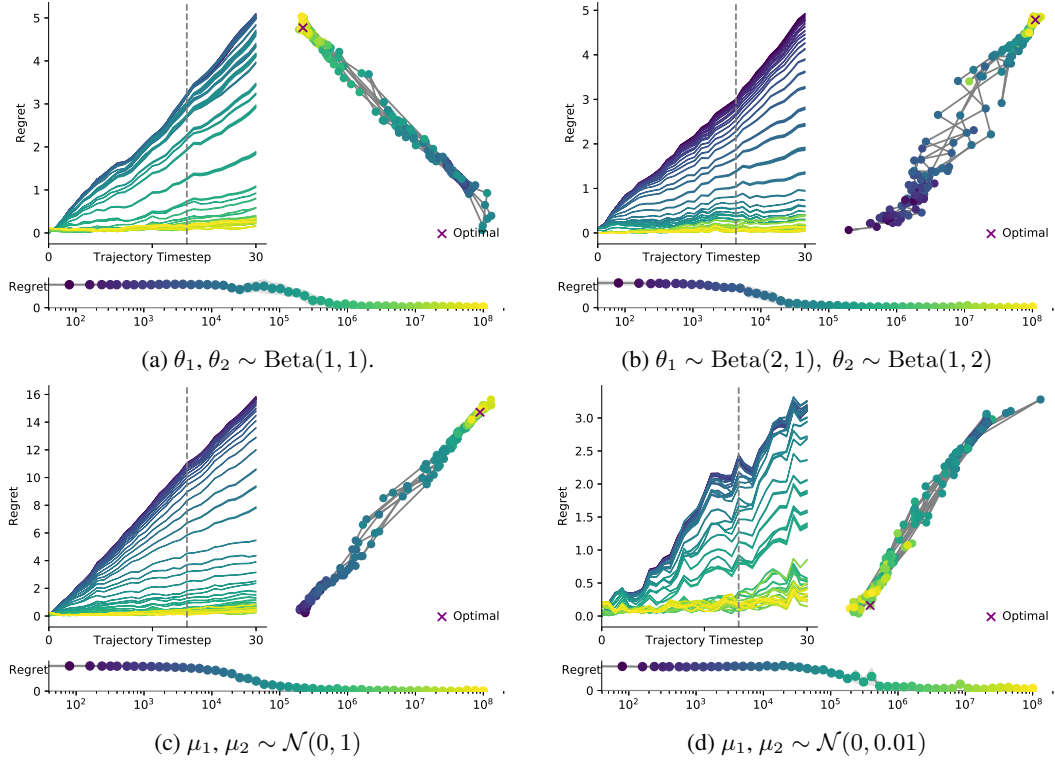 5
4
3
2
1
0
Regret
0
Trajectory Timestep
30
Optimal
Regret
0
10² 10³ 10⁴ 10⁵ 10⁶ 10⁷ 10⁸
(a) θ₁, θ₂ ∼ Beta(1, 1).
5
4
3
2
1
0
Regret
0
Trajectory Timestep
30
Optimal
Regret
0
10² 10³ 10⁴ 10⁵ 10⁶ 10⁷ 10⁸
(b) θ₁ ∼ Beta(2, 1), θ₂ ∼ Beta(1, 2)
16
14
12
10
8
6
4
2
0
Regret
0
Trajectory Timestep
30
Optimal
Regret
0
10² 10³ 10⁴ 10⁵ 10⁶ 10⁷ 10⁸
(c) μ₁, μ₂ ∼ 𝒩(0, 1)
3.0
2.5
2.0
1.5
1.0
0.5
0.0
Regret
0
Trajectory Timestep
30
Optimal
Regret
0
10² 10³ 10⁴ 10⁵ 10⁶ 10⁷ 10⁸
(d) μ₁, μ₂ ∼ 𝒩(0, 0.01)